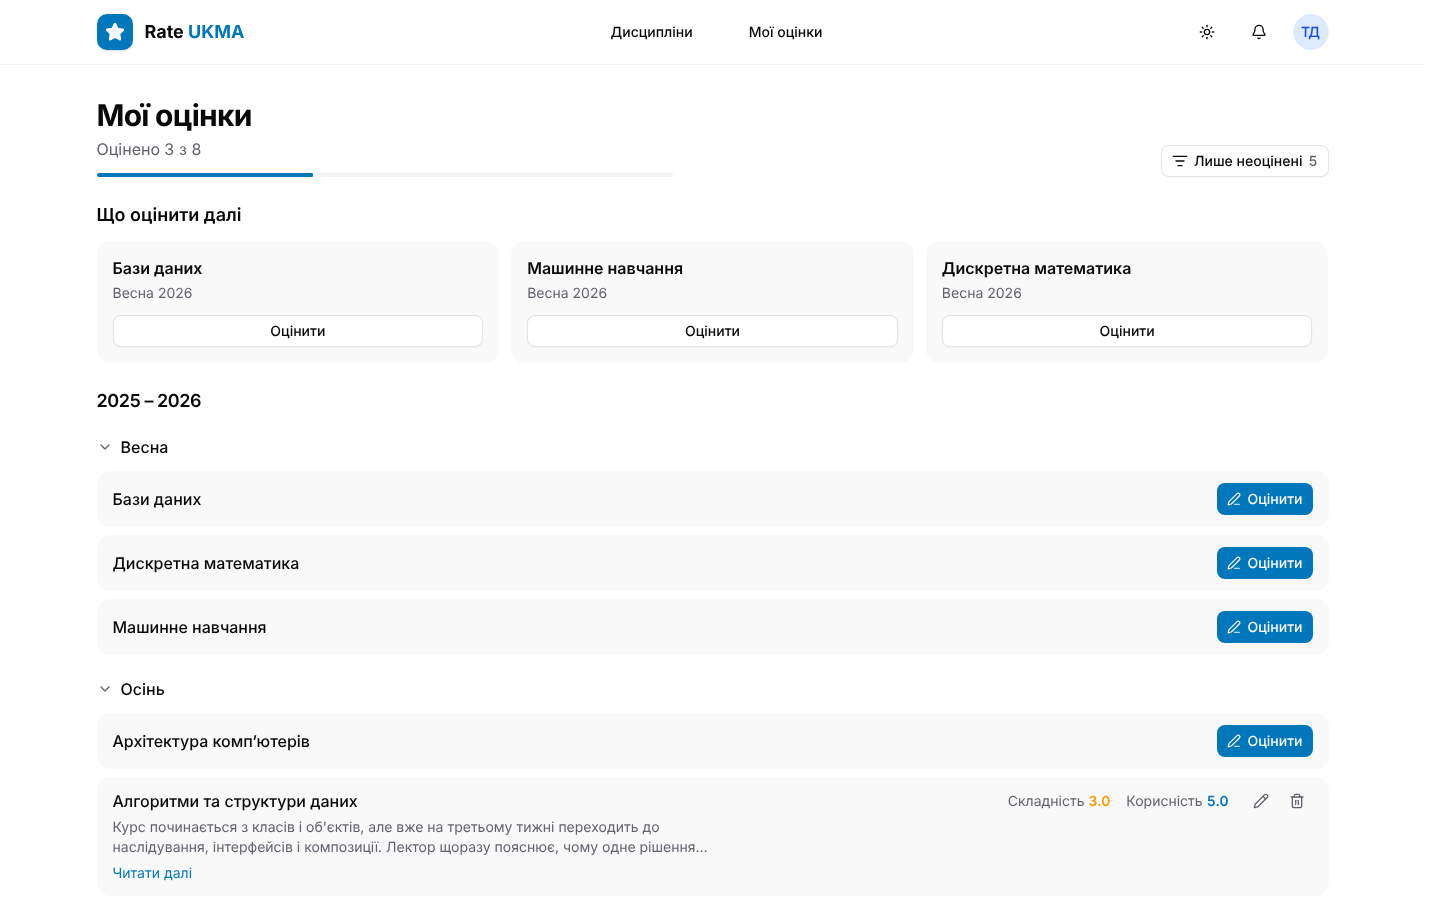 Rate UKMA
Дисципліни
Мої оцінки
ТД
Мої оцінки
Оцінено 3 з 8
Лише неоцінені 5
Що оцінити далі
Бази даних
Весна 2026
Оцінити
Машинне навчання
Весна 2026
Оцінити
Дискретна математика
Весна 2026
Оцінити
2025 – 2026
Весна
Бази даних
Оцінити
Дискретна математика
Оцінити
Машинне навчання
Оцінити
Осінь
Архітектура комп’ютерів
Оцінити
Алгоритми та структури даних
Складність 3.0 Корисність 5.0
Курс починається з класів і об'єктів, але вже на третьому тижні переходить до
наслідування, інтерфейсів і композиції. Лектор щоразу пояснює, чому одне рішення…
Читати далі